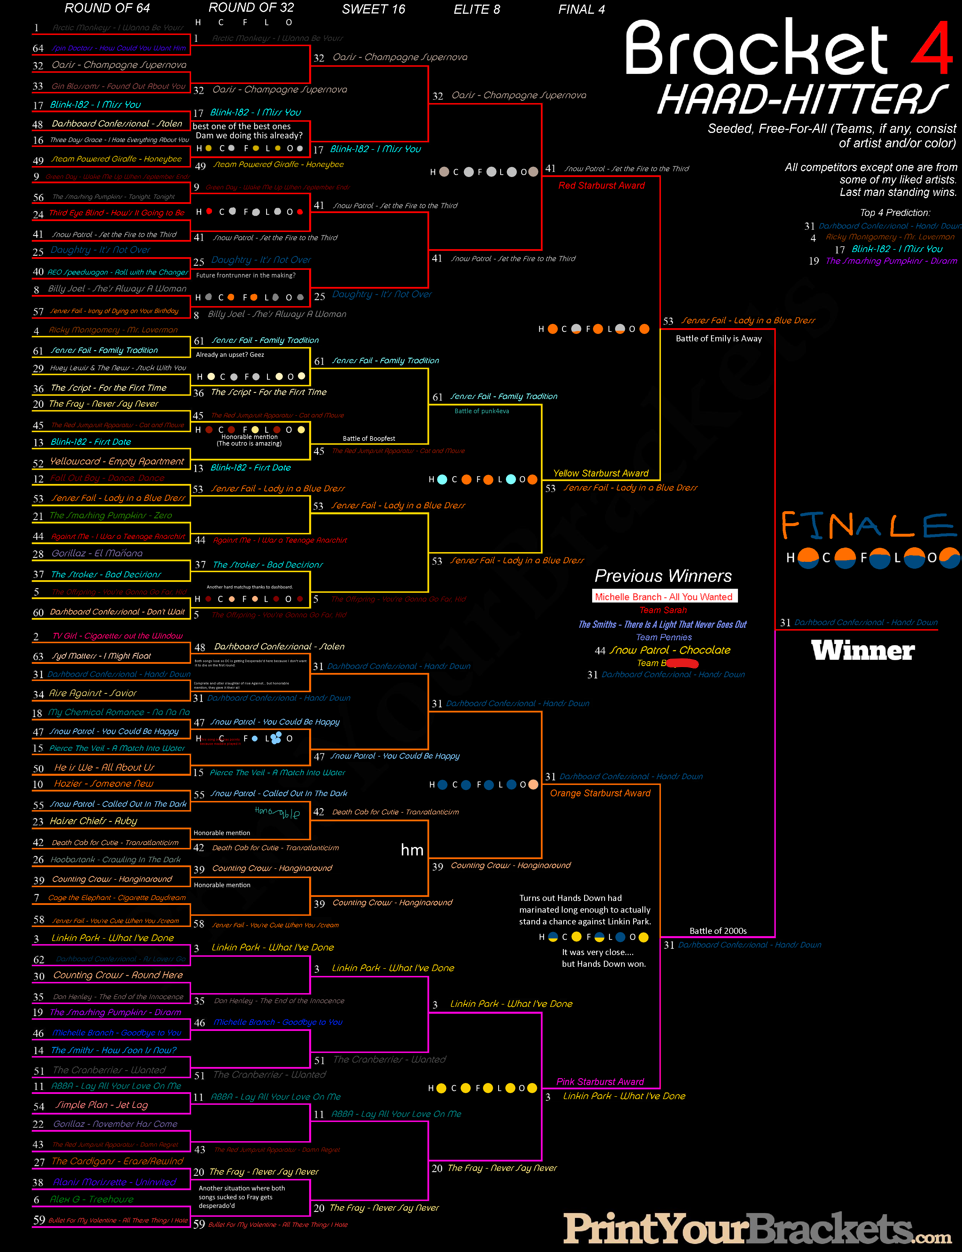 ROUND OF 64
ROUND OF 32
SWEET 16
ELITE 8
FINAL 4
H C F L O
Bracket 4
HARD-HITTERS
Seeded, Free-For-All (Teams, if any, consist
of artist and/or color)
All competitors except one are from
some of my liked artists.
Last man standing wins.
Top 4 Prediction:
31 Dashboard Confessional - Hands Down
4 Ricky Montgomery - Mr. Loverman
17 Blink-182 - I Miss You
19 The Smashing Pumpkins - Disarm
1 Arctic Monkeys - I Wanna Be Yours
64 Spin Doctors - How Could You Want Him
32 Oasis - Champagne Supernova
33 Gin Blossoms - Found Out About You
17 Blink-182 - I Miss You
48 Dashboard Confessional - Stolen
16 Three Days Grace - I Hate Everything About You
49 Steam Powered Giraffe - Honeybee
9 Green Day - Wake Me Up When September Ends
56 The Smashing Pumpkins - Tonight, Tonight
24 Third Eye Blind - How's It Going to Be
41 Snow Patrol - Set the Fire to the Third
25 Daughtry - It's Not Over
40 REO Speedwagon - Roll with the Changes
8 Billy Joel - She's Always A Woman
57 Senses Fail - Irony of Dying on Your Birthday
4 Ricky Montgomery - Mr. Loverman
61 Senses Fail - Family Tradition
29 Huey Lewis & The News - Stuck With You
36 The Script - For the First Time
20 The Fray - Never Say Never
45 The Red Jumpsuit Apparatus - Cat and Mouse
13 Blink-182 - First Date
52 Yellowcard - Empty Apartment
12 Fall Out Boy - Dance, Dance
53 Senses Fail - Lady in a Blue Dress
21 The Smashing Pumpkins - Zero
44 Against Me - I Was a Teenage Anarchist
28 Gorillaz - El Mañana
37 The Strokes - Bad Decisions
5 The Offspring - You're Gonna Go Far, Kid
60 Dashboard Confessional - Don't Wait
2 TV Girl - Cigarettes out the Window
63 Syd Matters - I Might Float
31 Dashboard Confessional - Hands Down
34 Rise Against - Savior
18 My Chemical Romance - Na Na Na
47 Snow Patrol - You Could Be Happy
15 Pierce The Veil - A Match Into Water
50 He is We - All About Us
10 Hozier - Someone New
55 Snow Patrol - Called Out In The Dark
23 Kaiser Chiefs - Ruby
42 Death Cab for Cutie - Transatlanticism
26 Hoobastank - Crawling In The Dark
39 Counting Crows - Hanginaround
7 Cage the Elephant - Cigarette Daydream
58 Senses Fail - You're Cute When You Scream
3 Linkin Park - What I've Done
62 Dashboard Confessional - As Lovers Go
30 Counting Crows - Round Here
35 Don Henley - The End of the Innocence
19 The Smashing Pumpkins - Disarm
46 Michelle Branch - Goodbye to You
14 The Smiths - How Soon Is Now?
51 The Cranberries - Wanted
11 ABBA - Lay All Your Love On Me
54 Simple Plan - Jet Lag
22 Gorillaz - November Has Come
43 The Red Jumpsuit Apparatus - Damn Regret
27 The Cardigans - Erase/Rewind
38 Alanis Morissette - Uninvited
6 Alex G - Treehouse
59 Bullet For My Valentine - All These Things I Hate
1 Arctic Monkeys - I Wanna Be Yours
32 Oasis - Champagne Supernova
17 Blink-182 - I Miss You
best one of the best ones
Dam we doing this already?
H C F L O
49 Steam Powered Giraffe - Honeybee
9 Green Day - Wake Me Up When September Ends
H C F L O
41 Snow Patrol - Set the Fire to the Third
25 Daughtry - It's Not Over
Future frontrunner in the making?
H C F L O
8 Billy Joel - She's Always A Woman
61 Senses Fail - Family Tradition
Already an upset? Geez
H C F L O
36 The Script - For the First Time
45 The Red Jumpsuit Apparatus - Cat and Mouse
H C F L O
Honorable mention
(The outro is amazing)
13 Blink-182 - First Date
53 Senses Fail - Lady in a Blue Dress
44 Against Me - I Was a Teenage Anarchist
37 The Strokes - Bad Decisions
Another hard matchup thanks to dashboard...
H C F L O
5 The Offspring - You're Gonna Go Far, Kid
48 Dashboard Confessional - Stolen
31 Dashboard Confessional - Hands Down
47 Snow Patrol - You Could Be Happy
H C F L O
15 Pierce The Veil - A Match Into Water
55 Snow Patrol - Called Out In The Dark
Honorable mention
42 Death Cab for Cutie - Transatlanticism
39 Counting Crows - Hanginaround
Honorable mention
58 Senses Fail - You're Cute When You Scream
3 Linkin Park - What I've Done
35 Don Henley - The End of the Innocence
46 Michelle Branch - Goodbye to You
51 The Cranberries - Wanted
11 ABBA - Lay All Your Love On Me
43 The Red Jumpsuit Apparatus - Damn Regret
20 The Fray - Never Say Never
Another situation where both
songs sucked so Fray gets
desperado'd
59 Bullet For My Valentine - All These Things I Hate
32 Oasis - Champagne Supernova
17 Blink-182 - I Miss You
41 Snow Patrol - Set the Fire to the Third
25 Daughtry - It's Not Over
61 Senses Fail - Family Tradition
Battle of Boopfest
45 The Red Jumpsuit Apparatus - Cat and Mouse
53 Senses Fail - Lady in a Blue Dress
5 The Offspring - You're Gonna Go Far, Kid
31 Dashboard Confessional - Hands Down
47 Snow Patrol - You Could Be Happy
42 Death Cab for Cutie - Transatlanticism
hm
39 Counting Crows - Hanginaround
3 Linkin Park - What I've Done
51 The Cranberries - Wanted
11 ABBA - Lay All Your Love On Me
20 The Fray - Never Say Never
32 Oasis - Champagne Supernova
H C F L O
41 Snow Patrol - Set the Fire to the Third
61 Senses Fail - Family Tradition
Battle of punk4eva
H C F L O
53 Senses Fail - Lady in a Blue Dress
31 Dashboard Confessional - Hands Down
H C F L O
39 Counting Crows - Hanginaround
3 Linkin Park - What I've Done
H C F L O
20 The Fray - Never Say Never
41 Snow Patrol - Set the Fire to the Third
Red Starburst Award
H C F L O
Yellow Starburst Award
53 Senses Fail - Lady in a Blue Dress
31 Dashboard Confessional - Hands Down
Orange Starburst Award
Turns out Hands Down had
marinated long enough to actually
stand a chance against Linkin Park.
H C F L O
It was very close....
but Hands Down won.
Pink Starburst Award
3 Linkin Park - What I've Done
53 Senses Fail - Lady in a Blue Dress
Battle of Emily is Away
Battle of 2000s
31 Dashboard Confessional - Hands Down
FINALE
H C F L O
Previous Winners
Michelle Branch - All You Wanted
Team Sarah
The Smiths - There Is A Light That Never Goes Out
Team Pennies
44 Snow Patrol - Chocolate
Team B
31 Dashboard Confessional - Hands Down
31 Dashboard Confessional - Hands Down
Winner
PrintYourBrackets.com